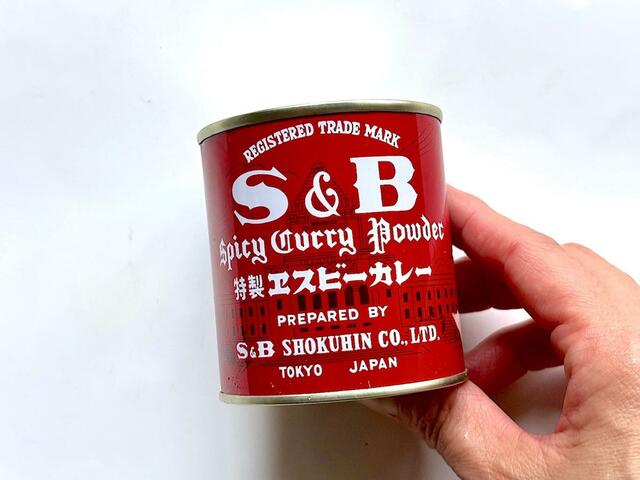 REGISTERED TRADE MARK
S & B
Spicy Curry Powder
特製ヱスビーカレー
PREPARED BY
S&B SHOKUHIN CO., LTD.
TOKYO JAPAN